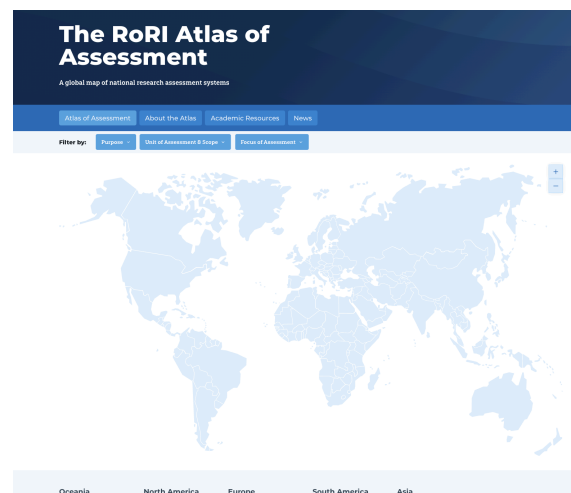 The RoRI Atlas of
Assessment
A global map of national research assessment systems
Atlas of Assessment About the Atlas Academic Resources News
Filter by: Purpose Unit of Assessment & Scope Focus of Assessment
+
−
Oceania North America Europe South America Asia